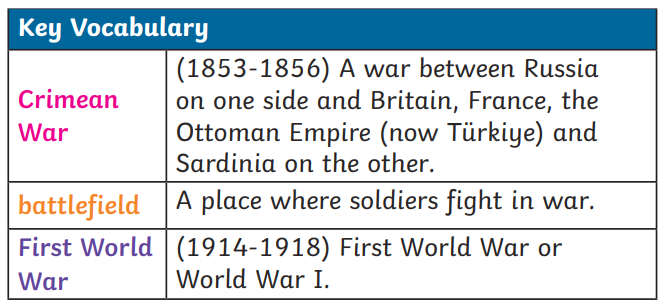 Key Vocabulary
Crimean
War
(1853-1856) A war between Russia
on one side and Britain, France, the
Ottoman Empire (now Türkiye) and
Sardinia on the other.
battlefield
A place where soldiers fight in war.
First World
War
(1914-1918) First World War or
World War I.